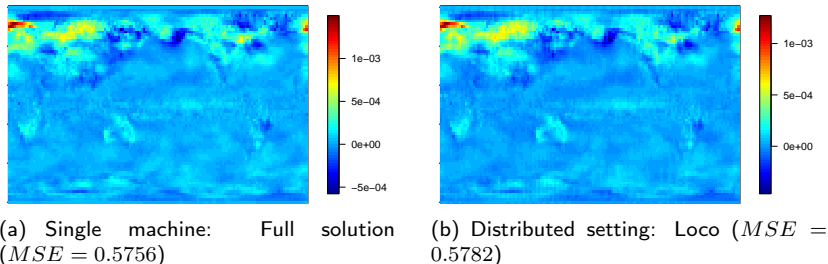 1e−03
5e−04
0e+00
−5e−04
1e−03
5e−04
0e+00
(a) Single machine: Full solution
(MSE = 0.5756)
(b) Distributed setting: Loco (MSE =
0.5782)